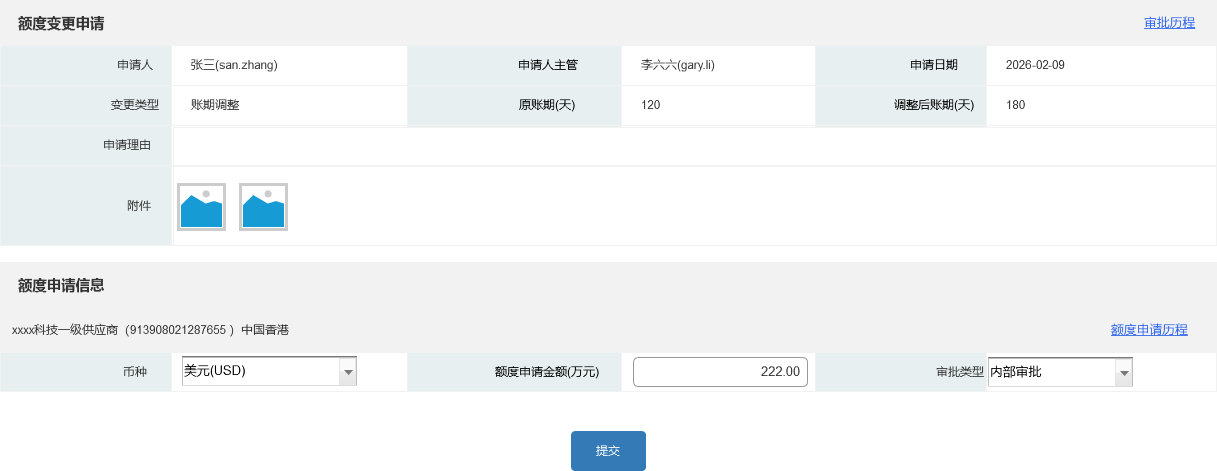 额度变更申请 审批历程
申请人 张三(san.zhang) 申请人主管 李六六(gary.li) 申请日期 2026-02-09
变更类型 账期调整 原账期(天) 120 调整后账期(天) 180
申请理由
附件
额度申请信息
xxxx科技一级供应商（913908021287655 ）中国香港 额度申请历程
币种 美元(USD) 额度申请金额(万元) 222.00 审批类型 内部审批
提交